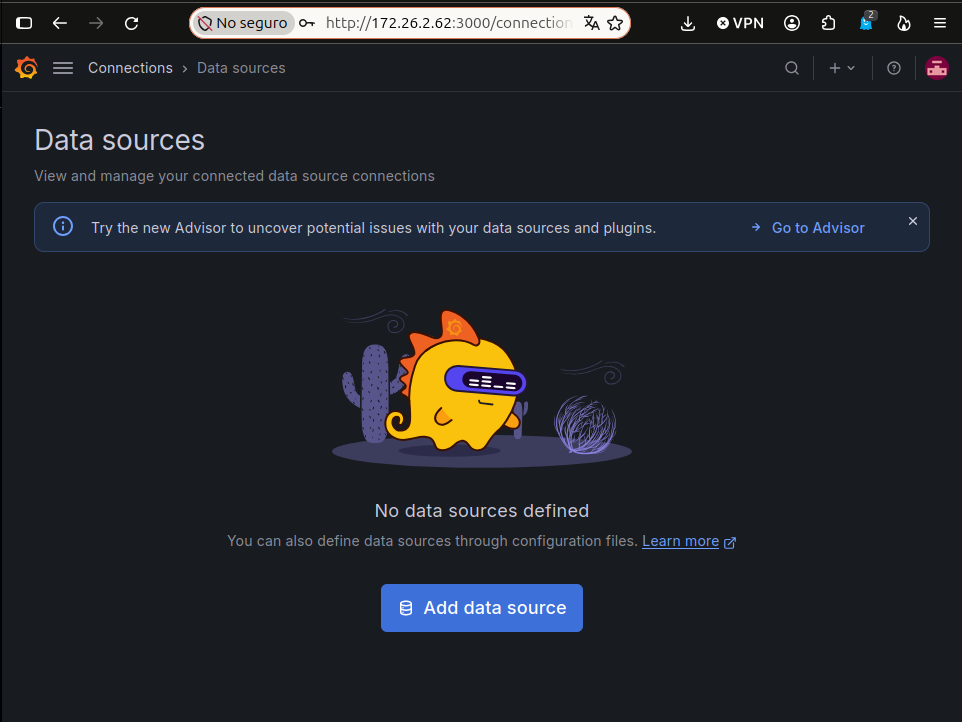 No seguro http://172.26.2.62:3000/connection
VPN
2
Connections › Data sources
Data sources
View and manage your connected data source connections
Try the new Advisor to uncover potential issues with your data sources and plugins. → Go to Advisor
No data sources defined
You can also define data sources through configuration files. Learn more
Add data source